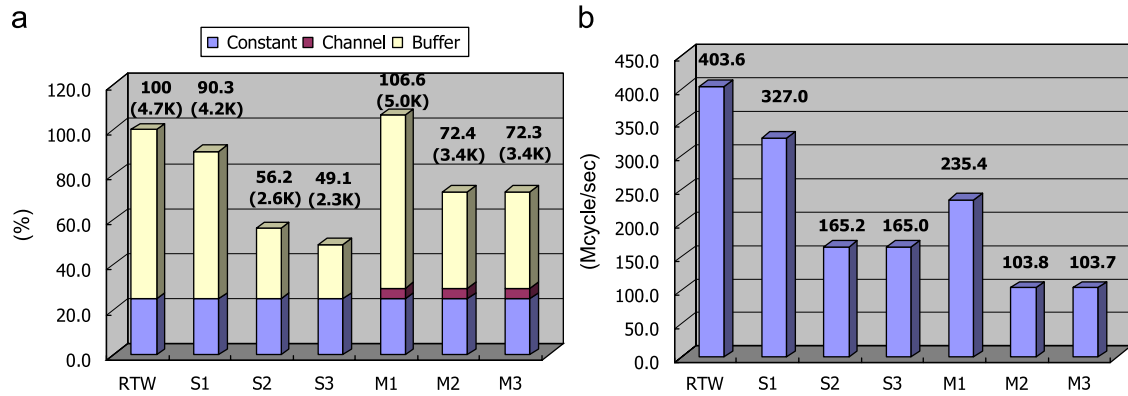 a
Constant Channel Buffer
(%)
120.0
100.0
80.0
60.0
40.0
20.0
0.0
100
(4.7K)
90.3
(4.2K)
56.2
(2.6K)
49.1
(2.3K)
106.6
(5.0K)
72.4
(3.4K)
72.3
(3.4K)
RTW S1 S2 S3 M1 M2 M3
b
(Mcycle/sec)
450.0
400.0
350.0
300.0
250.0
200.0
150.0
100.0
50.0
0.0
403.6
327.0
165.2
165.0
235.4
103.8
103.7
RTW S1 S2 S3 M1 M2 M3